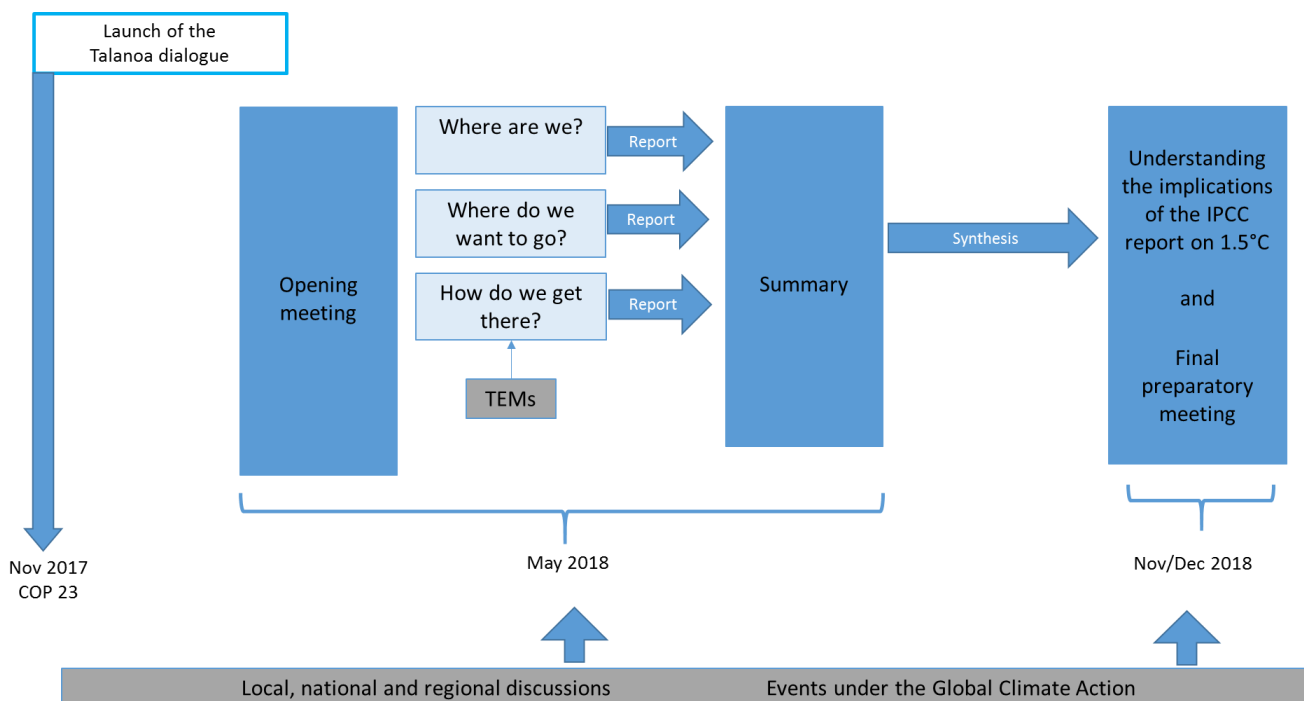 Launch of the
Talanoa dialogue
Nov 2017
COP 23
Opening
meeting
Where are we?
Report
Where do we
want to go?
Report
How do we get
there?
Report
TEMs
Summary
Synthesis
Understanding
the implications
of the IPCC
report on 1.5°C
and
Final
preparatory
meeting
May 2018
Nov/Dec 2018
Local, national and regional discussions
Events under the Global Climate Action